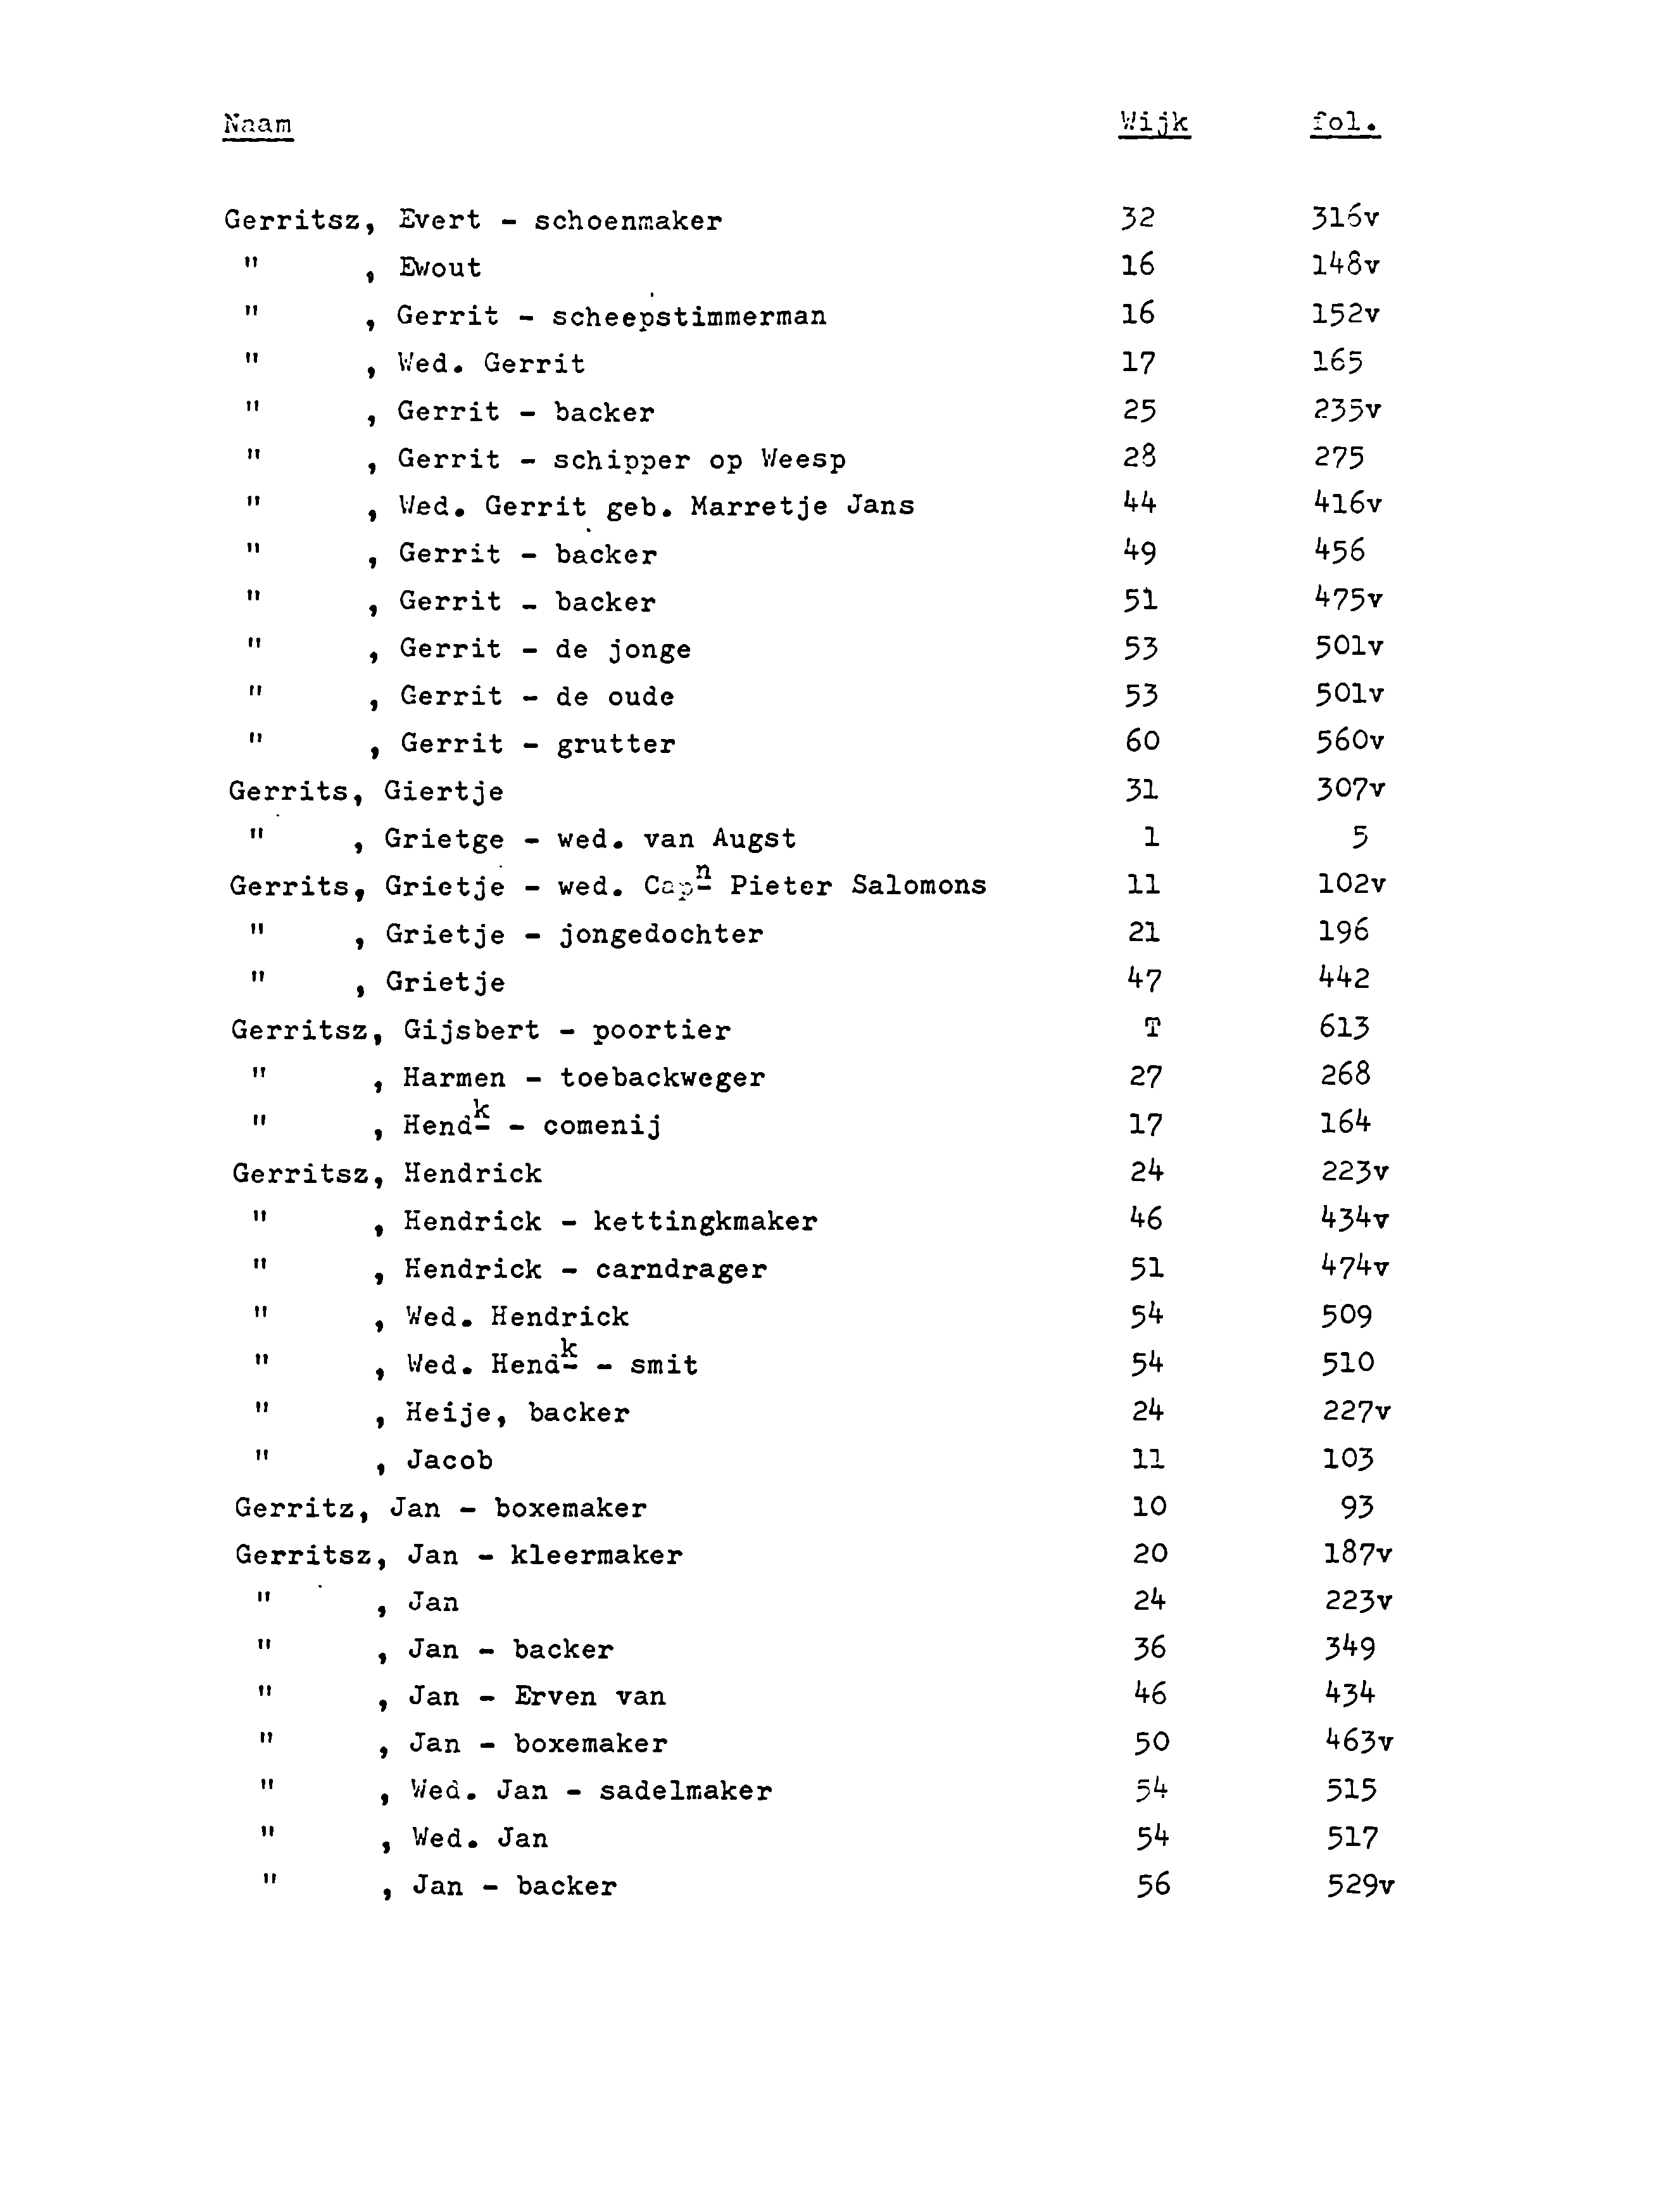 Naam Wijk fol.
Gerritsz, Evert - schoenmaker 32 316v
" , Ewout 16 148v
" , Gerrit - scheepstimmerman 16 152v
" , Wed. Gerrit 17 165
" , Gerrit - backer 25 235v
" , Gerrit - schipper op Weesp 28 275
" , Wed. Gerrit geb. Marretje Jans 44 416v
" , Gerrit - backer 49 456
" , Gerrit - backer 51 475v
" , Gerrit - de jonge 53 501v
" , Gerrit - de oude 53 501v
" , Gerrit - grutter 60 560v
Gerrits, Giertje 31 307v
" , Grietge - wed. van Augst 1 5
Gerrits, Grietje - wed. Capn Pieter Salomons 11 102v
" , Grietje - jongedochter 21 196
" , Grietje 47 442
Gerritsz, Gijsbert - poortier T 613
" , Harmen - toebackweger 27 268
" , Hendk - comenij 17 164
Gerritsz, Hendrick 24 223v
" , Hendrick - kettingkmaker 46 434v
" , Hendrick - carndrager 51 474v
" , Wed. Hendrick 54 509
" , Wed. Hendk - smit 54 510
" , Heije, backer 24 227v
" , Jacob 11 103
Gerritz, Jan - boxemaker 10 93
Gerritsz, Jan - kleermaker 20 187v
" , Jan 24 223v
" , Jan - backer 36 349
" , Jan - Erven van 46 434
" , Jan - boxemaker 50 463v
" , Wed. Jan - sadelmaker 54 515
" , Wed. Jan 54 517
" , Jan - backer 56 529v